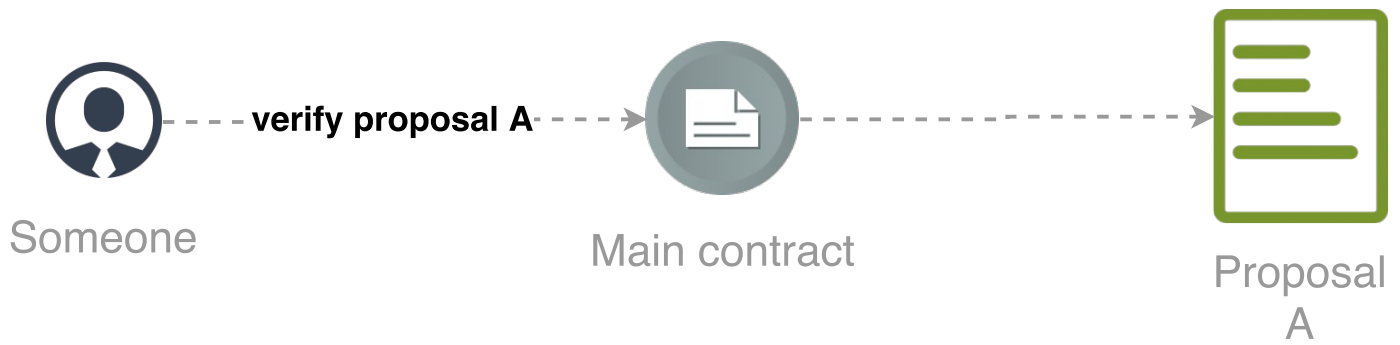 verify proposal A
Someone
Main contract
Proposal
A